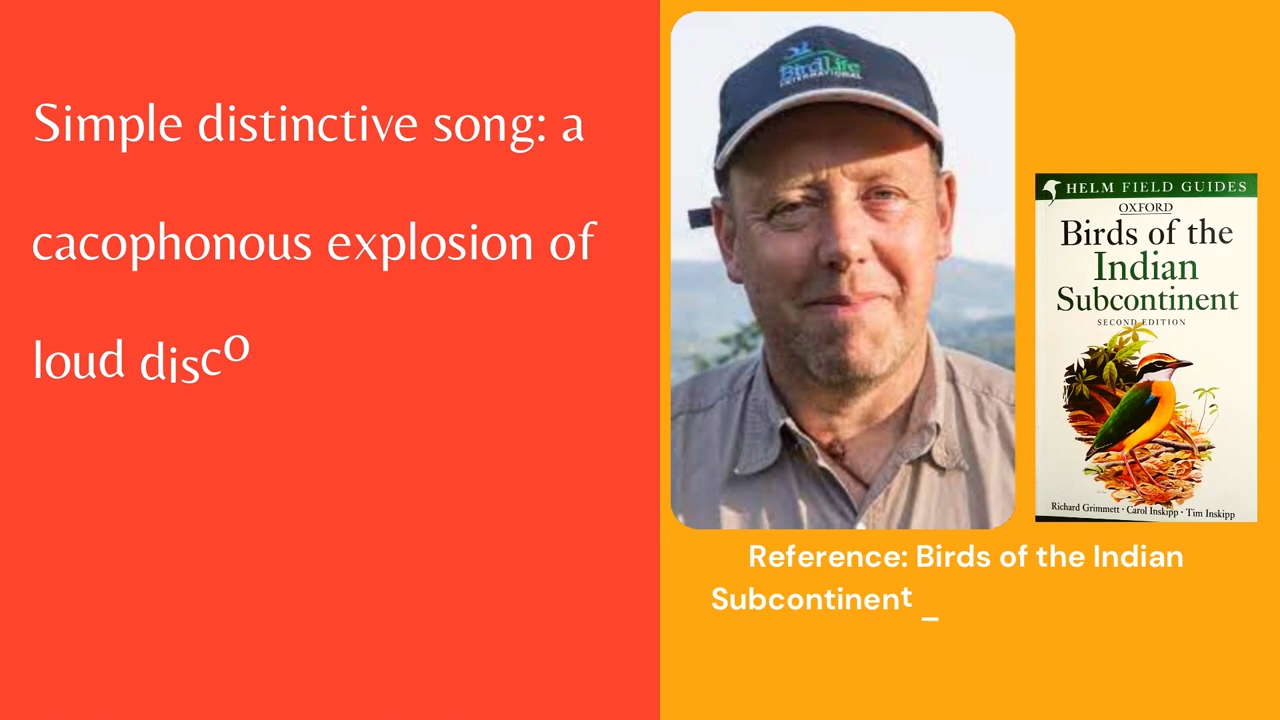 Simple distinctive song: a
cacophonous explosion of
loud disco
BirdLife
INTERNATIONAL
HELM FIELD GUIDES
OXFORD
Birds of the
Indian
Subcontinent
SECOND EDITION
Richard Grimmett • Carol Inskipp • Tim Inskipp
Reference: Birds of the Indian
Subcontinent _